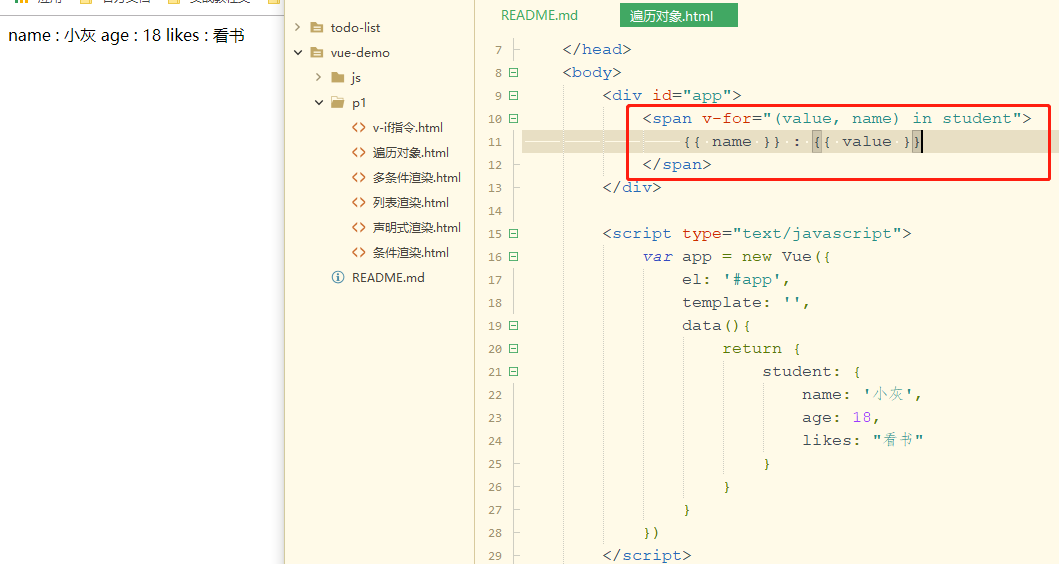 name : 小灰 age : 18 likes : 看书
todo-list
vue-demo
js
p1
v-if指令.html
遍历对象.html
多条件渲染.html
列表渲染.html
声明式渲染.html
条件渲染.html
README.md
README.md
遍历对象.html
7 </head>
8 <body>
9 <div id="app">
10 <span v-for="(value, name) in student">
11 {{ name }} : {{ value }}
12 </span>
13 </div>
14
15 <script type="text/javascript">
16 var app = new Vue({
17 el: '#app',
18 template: '',
19 data(){
20 return {
21 student: {
22 name: '小灰',
23 age: 18,
24 likes: "看书"
25 }
26 }
27 }
28 })
29 </script>